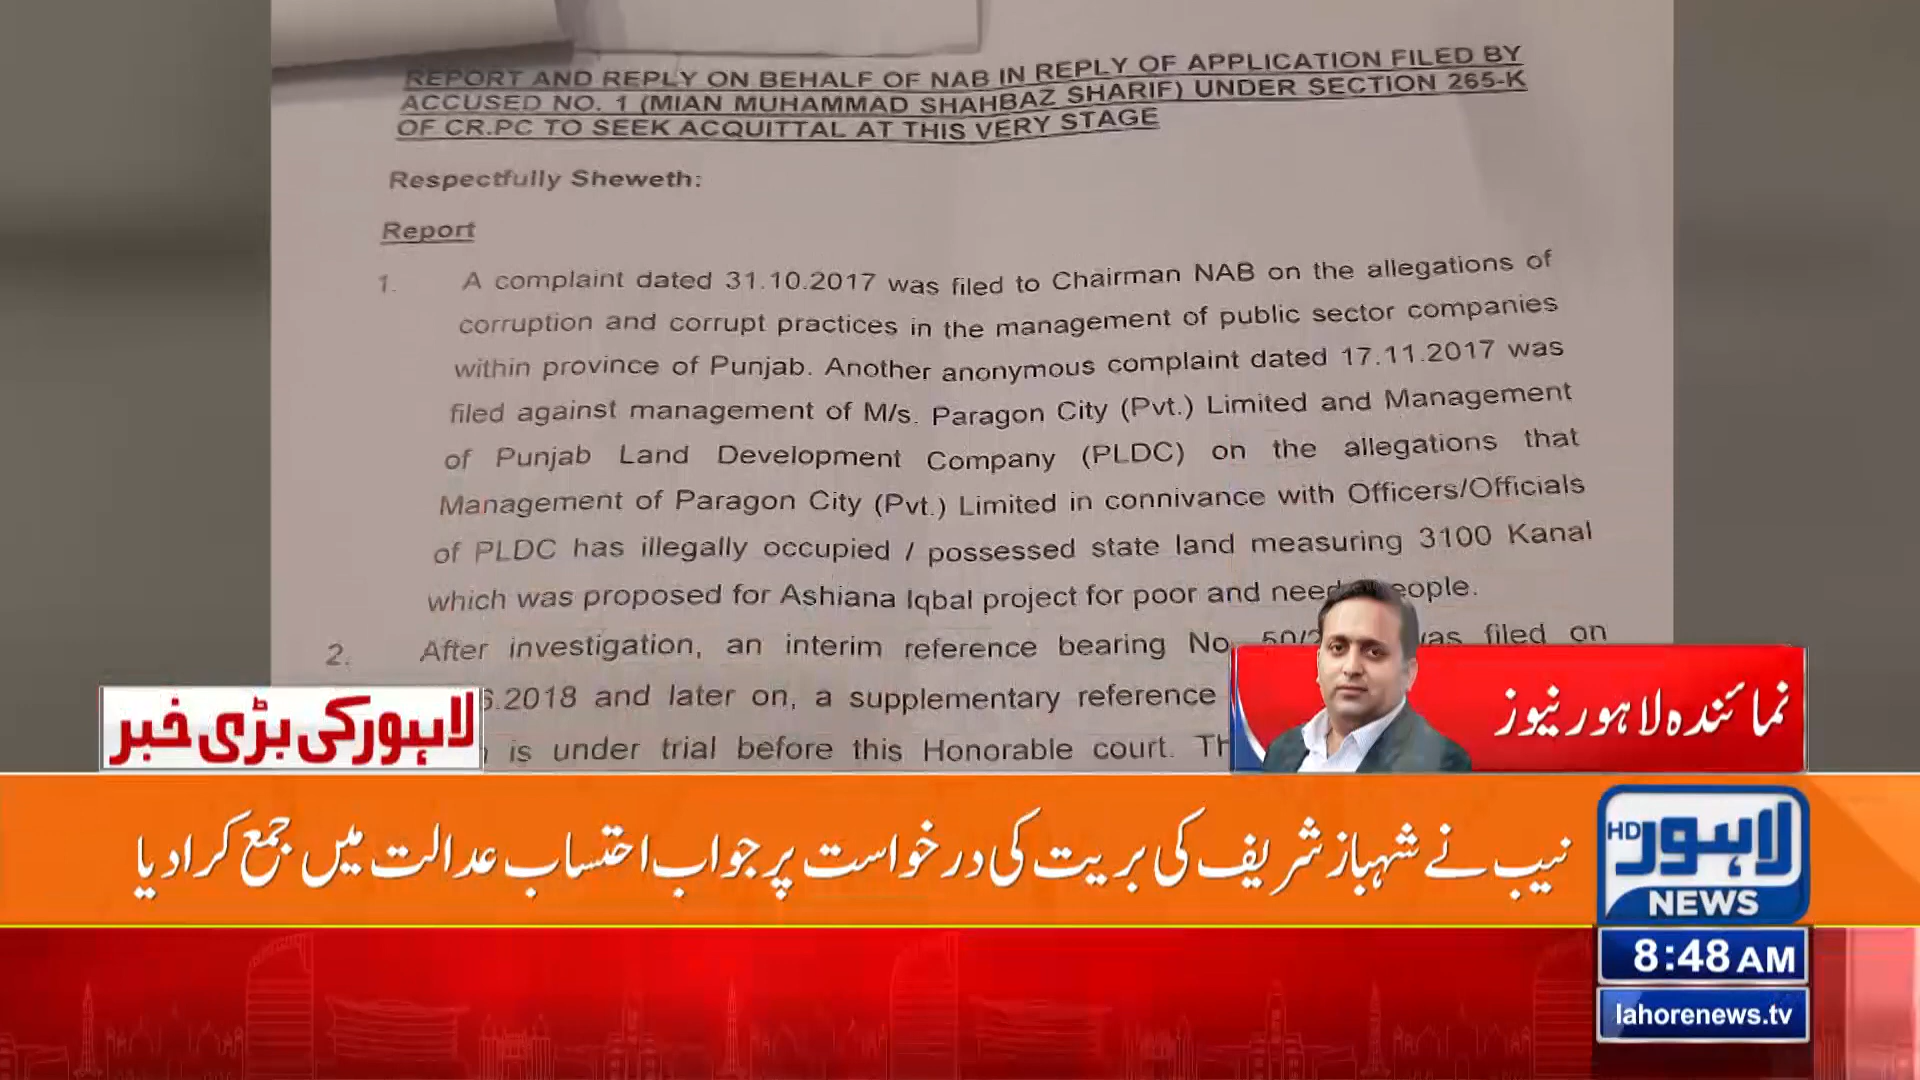 REPORT AND REPLY ON BEHALF OF NAB IN REPLY OF APPLICATION FILED BY
ACCUSED NO. 1 (MIAN MUHAMMAD SHAHBAZ SHARIF) UNDER SECTION 265-K
OF CR.PC TO SEEK ACQUITTAL AT THIS VERY STAGE
Respectfully Sheweth:
Report
1. A complaint dated 31.10.2017 was filed to Chairman NAB on the allegations of
corruption and corrupt practices in the management of public sector companies
within province of Punjab. Another anonymous complaint dated 17.11.2017 was
filed against management of M/s. Paragon City (Pvt.) Limited and Management
of Punjab Land Development Company (PLDC) on the allegations that
Management of Paragon City (Pvt.) Limited in connivance with Officers/Officials
of PLDC has illegally occupied / possessed state land measuring 3100 Kanal
which was proposed for Ashiana Iqbal project for poor and
2. After investigation, an interim reference bearing No. filed on
.2018 and later on, a supplementary reference
is under trial before this Honorable court.
نمائندہ لاہور نیوز
لاہور کی بڑی خبر
نیب نے شہباز شریف کی بریت کی درخواست پر جواب احتساب عدالت میں جمع کرا دیا
لاہور HD
NEWS
8:48 AM
lahorenews.tv